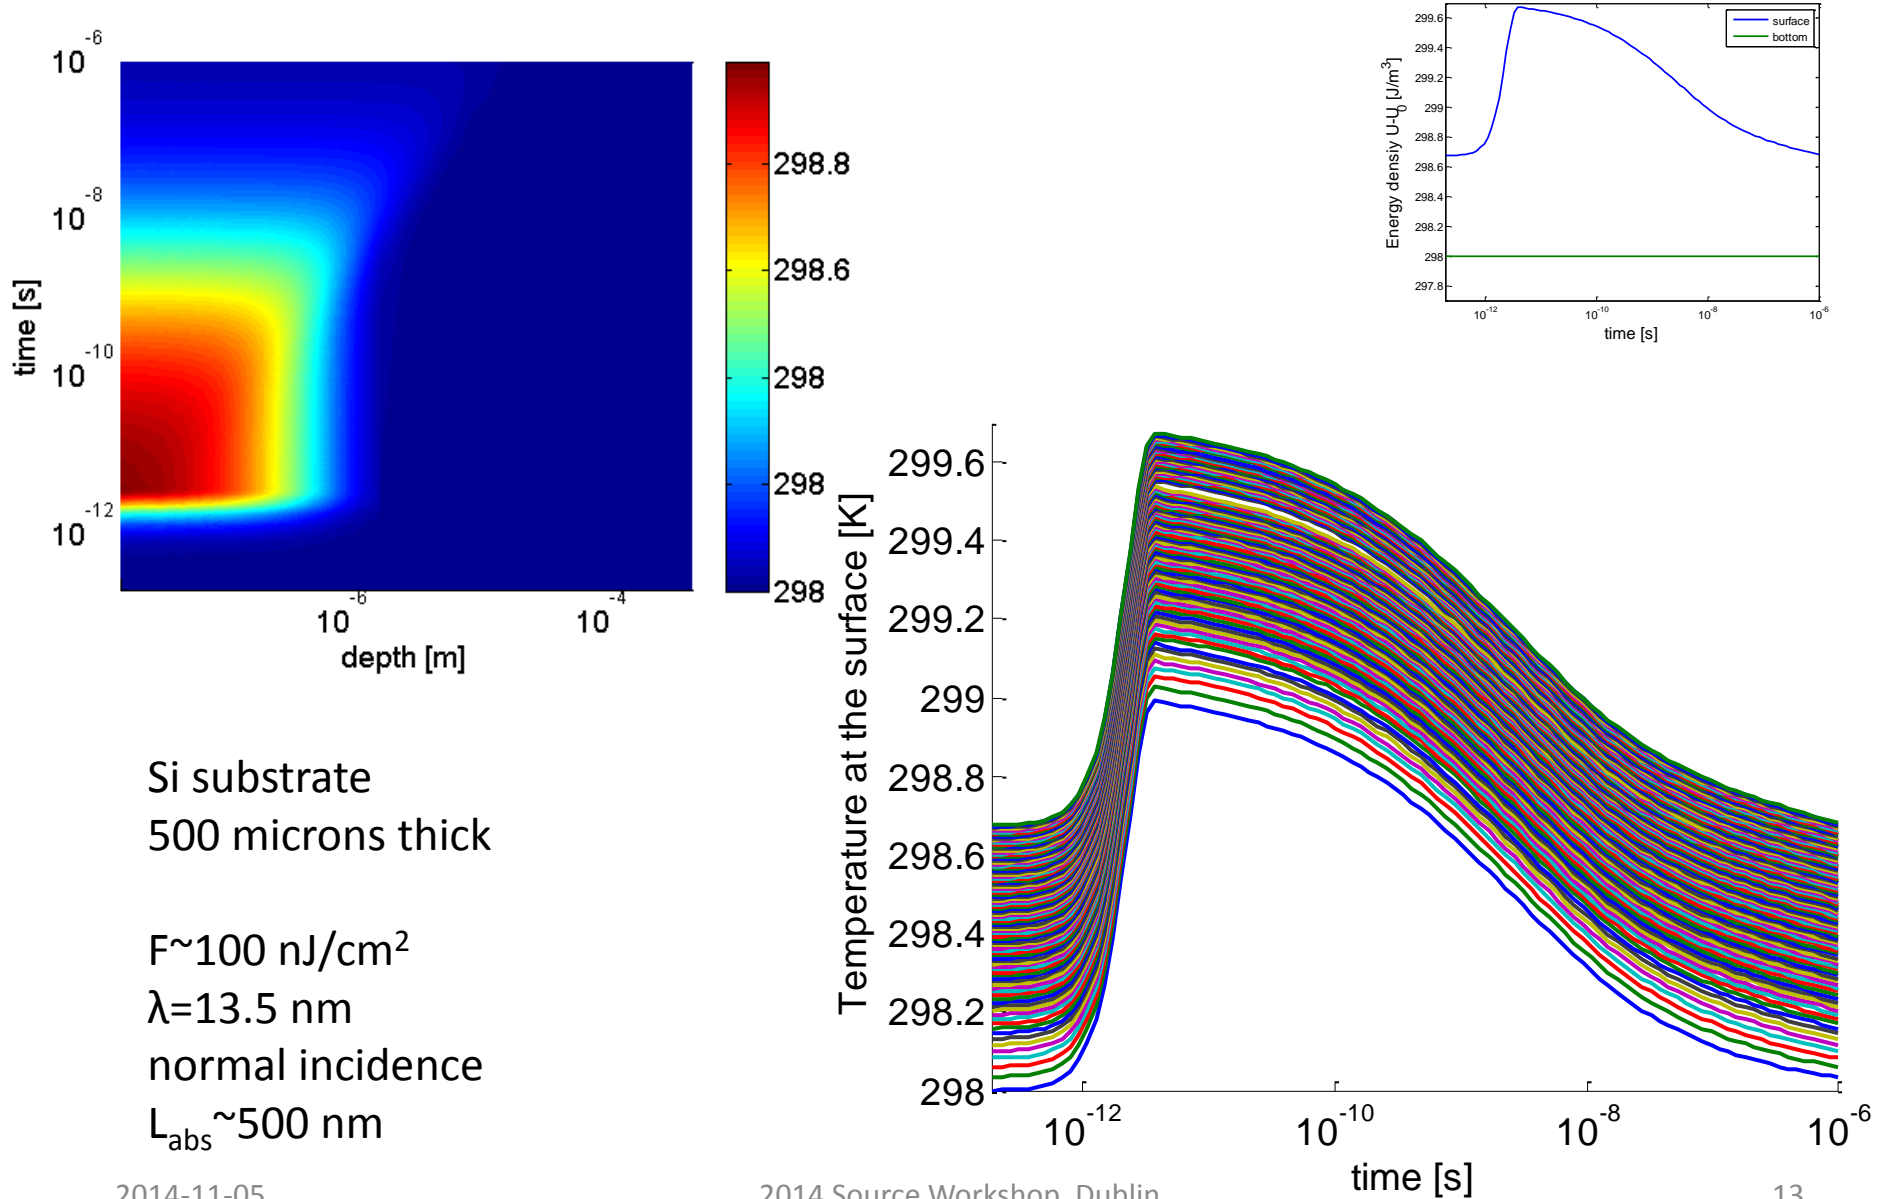 10^-6
10^-8
10^-10
10^-12
time [s]
10^-6
10^-4
depth [m]
298.8
298.6
298
298
298
299.6
299.4
299.2
299
298.8
298.6
298.4
298.2
298
297.8
Energy densiy U-U_0 [J/m^3]
surface
bottom
10^-12
10^-10
10^-8
10^-6
time [s]
299.6
299.4
299.2
299
298.8
298.6
298.4
298.2
298
Temperature at the surface [K]
10^-12
10^-10
10^-8
10^-6
time [s]
Si substrate
500 microns thick
F~100 nJ/cm²
λ=13.5 nm
normal incidence
L_abs~500 nm
2014-11-05
2014 Source Workshop, Dublin
13